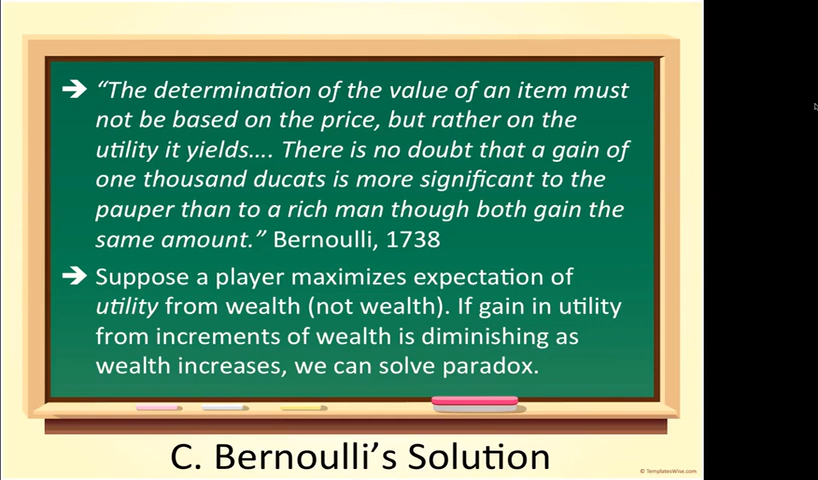 ➔ “The determination of the value of an item must
not be based on the price, but rather on the
utility it yields.... There is no doubt that a gain of
one thousand ducats is more significant to the
pauper than to a rich man though both gain the
same amount.” Bernoulli, 1738
➔ Suppose a player maximizes expectation of
utility from wealth (not wealth). If gain in utility
from increments of wealth is diminishing as
wealth increases, we can solve paradox.
C. Bernoulli’s Solution
© TemplatesWise.com